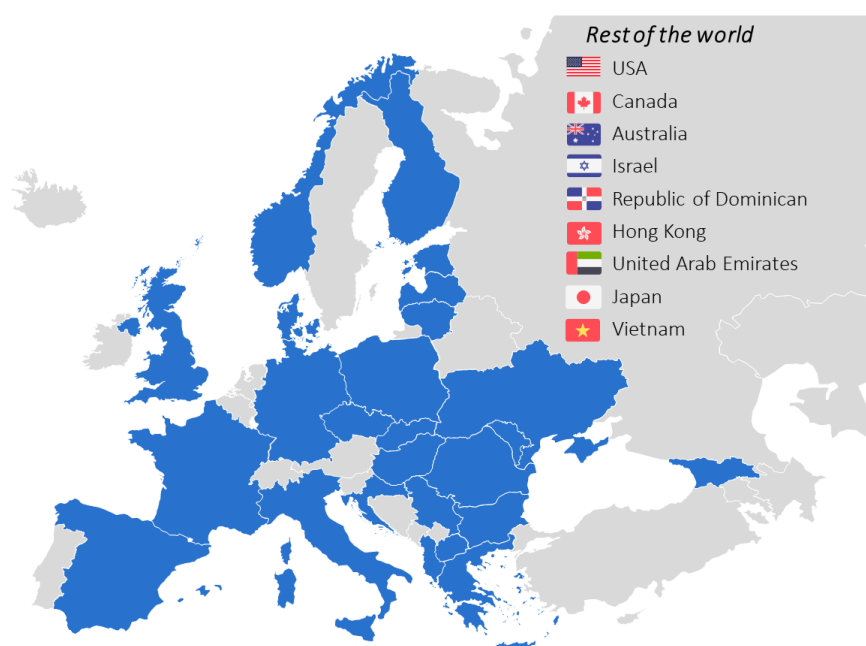 Rest of the world
USA
Canada
Australia
Israel
Republic of Dominican
Hong Kong
United Arab Emirates
Japan
Vietnam